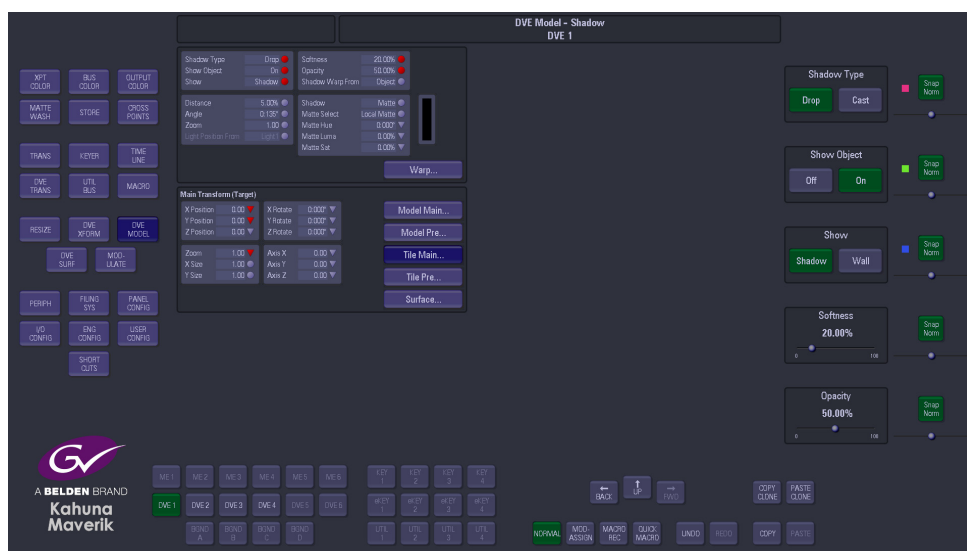 DVE Model - Shadow
DVE 1
XPT COLOR
BUS COLOR
OUTPUT COLOR
MATTE WASH
STORE
CROSS POINTS
TRANS
KEYER
TIME LINE
DVE TRANS
UTIL BUS
MACRO
RESIZE
DVE XFORM
DVE MODEL
DVE SURF
MOD- ULATE
PERIPH
FILING SYS
PANEL CONFIG
I/O CONFIG
ENG CONFIG
USER CONFIG
SHORT CUTS
Shadow Type Drop
Show Object On
Show Shadow
Softness 20.00%
Opacity 50.00%
Shadow Warp From Object
Distance 5.00%
Angle 0:135°
Zoom 1.00
Light Position From Light 1
Shadow Matte
Matte Select Local Matte
Matte Hue 0.000°
Matte Luma 0.00%
Matte Sat 0.00%
Warp...
Main Transform (Target)
X Position 0.00
Y Position 0.00
Z Position 0.00
X Rotate 0:000°
Y Rotate 0:000°
Z Rotate 0:000°
Zoom 1.00
X Size 1.00
Y Size 1.00
Axis X 0.00
Axis Y 0.00
Axis Z 0.00
Model Main...
Model Pre...
Tile Main...
Tile Pre...
Surface...
Shadow Type
Drop Cast
Snap Norm
Show Object
Off On
Snap Norm
Show
Shadow Wall
Snap Norm
Softness
20.00%
0 100
Snap Norm
Opacity
50.00%
0 100
Snap Norm
GV
A BELDEN BRAND
Kahuna
Maverik
ME 1 ME 2 ME 3 ME 4 ME 5 ME 6
DVE 1 DVE 2 DVE 3 DVE 4 DVE 5 DVE 6
BGND A
BGND B
BGND C
BGND D
KEY 1
KEY 2
KEY 3
KEY 4
eKEY 1
eKEY 2
eKEY 3
eKEY 4
UTIL 1
UTIL 2
UTIL 3
UTIL 4
← BACK
↑ UP
→ FWD
COPY CLONE
PASTE CLONE
NORMAL
MOD- ASSIGN
MACRO REC
QUICK MACRO
UNDO
REDO
COPY
PASTE